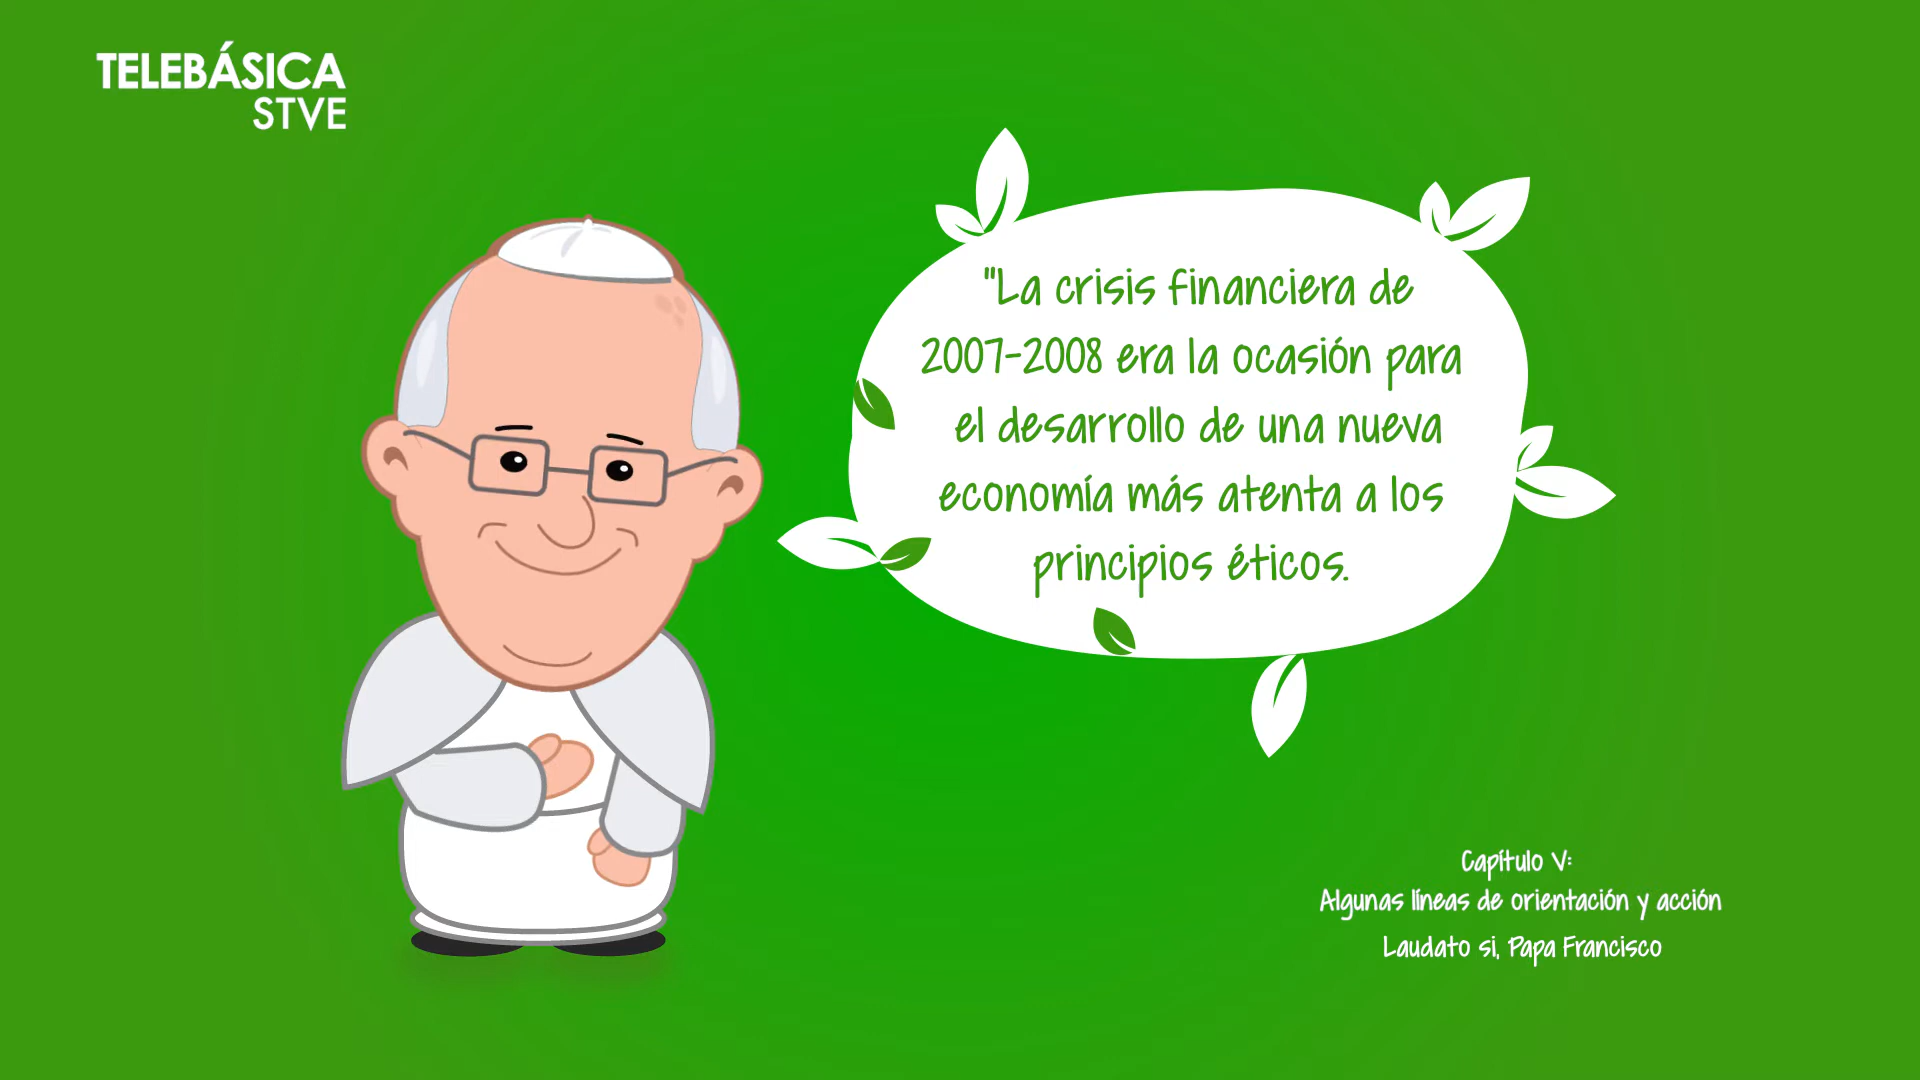 TELEBÁSICA
STVE
"La crisis financiera de
2007-2008 era la ocasión para
el desarrollo de una nueva
economía más atenta a los
principios éticos.
Capítulo V:
Algunas líneas de orientación y acción
Laudato si, Papa Francisco